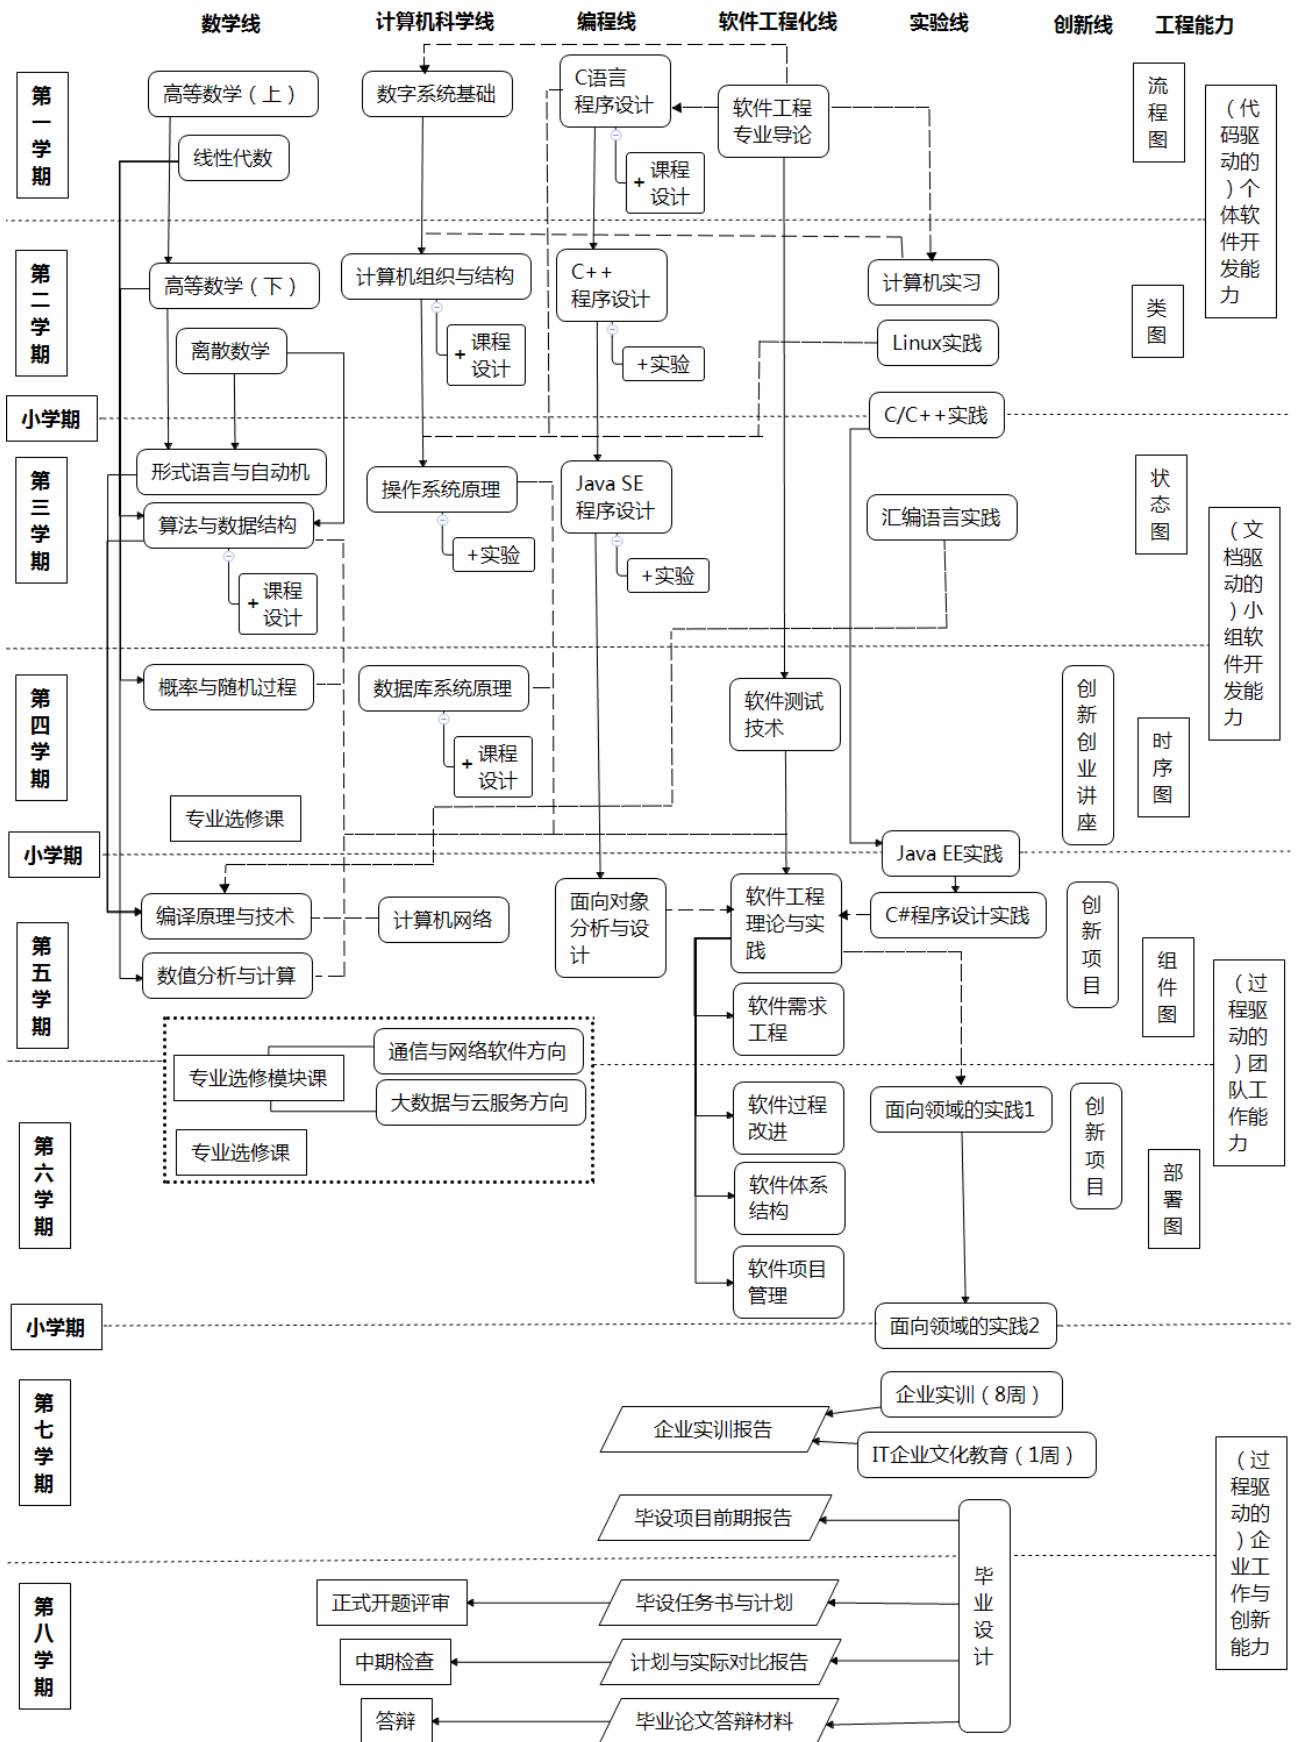 数学线
计算机科学线
编程线
软件工程化线
实验线
创新线
工程能力
第一学期
高等数学（上）
线性代数
数字系统基础
C语言
程序设计
+ 课程
设计
软件工程
专业导论
流程图
（代码驱动的）个体软件开发能力
第二学期
高等数学（下）
离散数学
计算机组织与结构
+ 课程
设计
C++
程序设计
+实验
计算机实习
Linux实践
类图
小学期
C/C++实践
第三学期
形式语言与自动机
算法与数据结构
+ 课程
设计
操作系统原理
+实验
Java SE
程序设计
+实验
汇编语言实践
状态图
（文档驱动的）小组软件开发能力
第四学期
概率与随机过程
专业选修课
数据库系统原理
+ 课程
设计
软件测试
技术
创新创业讲座
时序图
小学期
Java EE实践
第五学期
编译原理与技术
数值分析与计算
计算机网络
面向对象
分析与设
计
软件工程
理论与实
践
软件需求
工程
C#程序设计实践
创新项目
组件图
（过程驱动的）团队工作能力
专业选修模块课
通信与网络软件方向
大数据与云服务方向
专业选修课
第六学期
软件过程
改进
软件体系
结构
软件项目
管理
面向领域的实践1
创新项目
部署图
小学期
面向领域的实践2
第七学期
企业实训报告
企业实训（8周）
IT企业文化教育（1周）
毕设项目前期报告
毕业设计
（过程驱动的）企业工作与创新能力
第八学期
正式开题评审
毕设任务书与计划
中期检查
计划与实际对比报告
答辩
毕业论文答辩材料